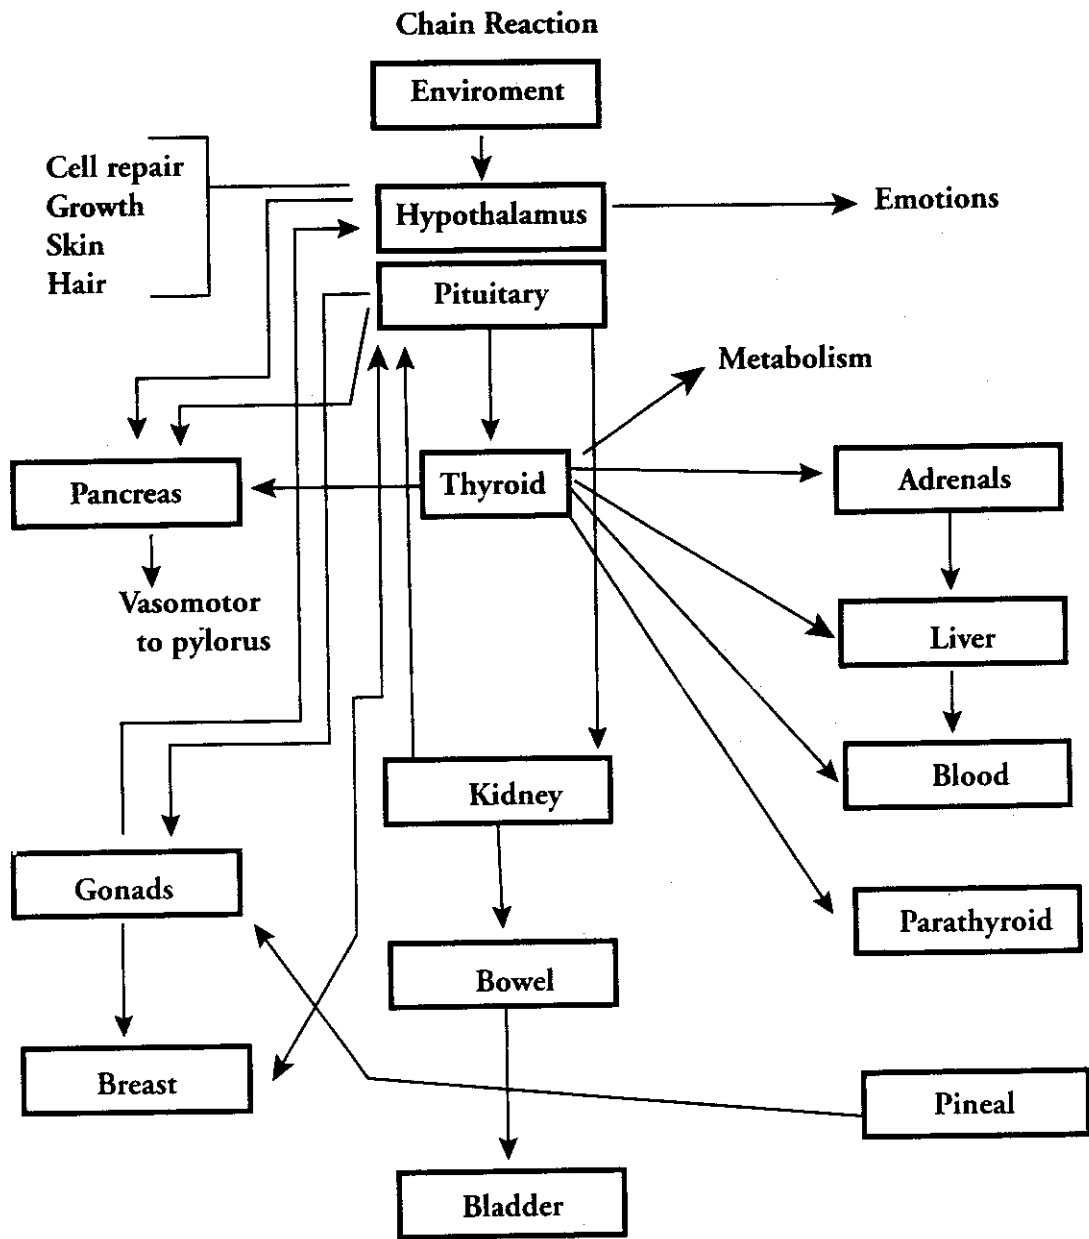 Chain Reaction
Enviroment
Cell repair
Growth
Skin
Hair
Hypothalamus
Emotions
Pituitary
Metabolism
Pancreas
Thyroid
Adrenals
Vasomotor
to pylorus
Liver
Blood
Kidney
Gonads
Parathyroid
Bowel
Breast
Pineal
Bladder